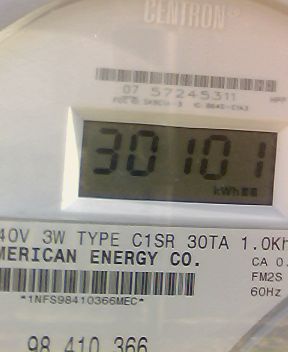 CENTRON®
07 57245311
30101
kWh
40V 3W TYPE C1SR 30TA 1.0Kh
MERICAN ENERGY CO.
CA 0.
FM2S
*1NFS98410366MEC*
60Hz
98 410 366